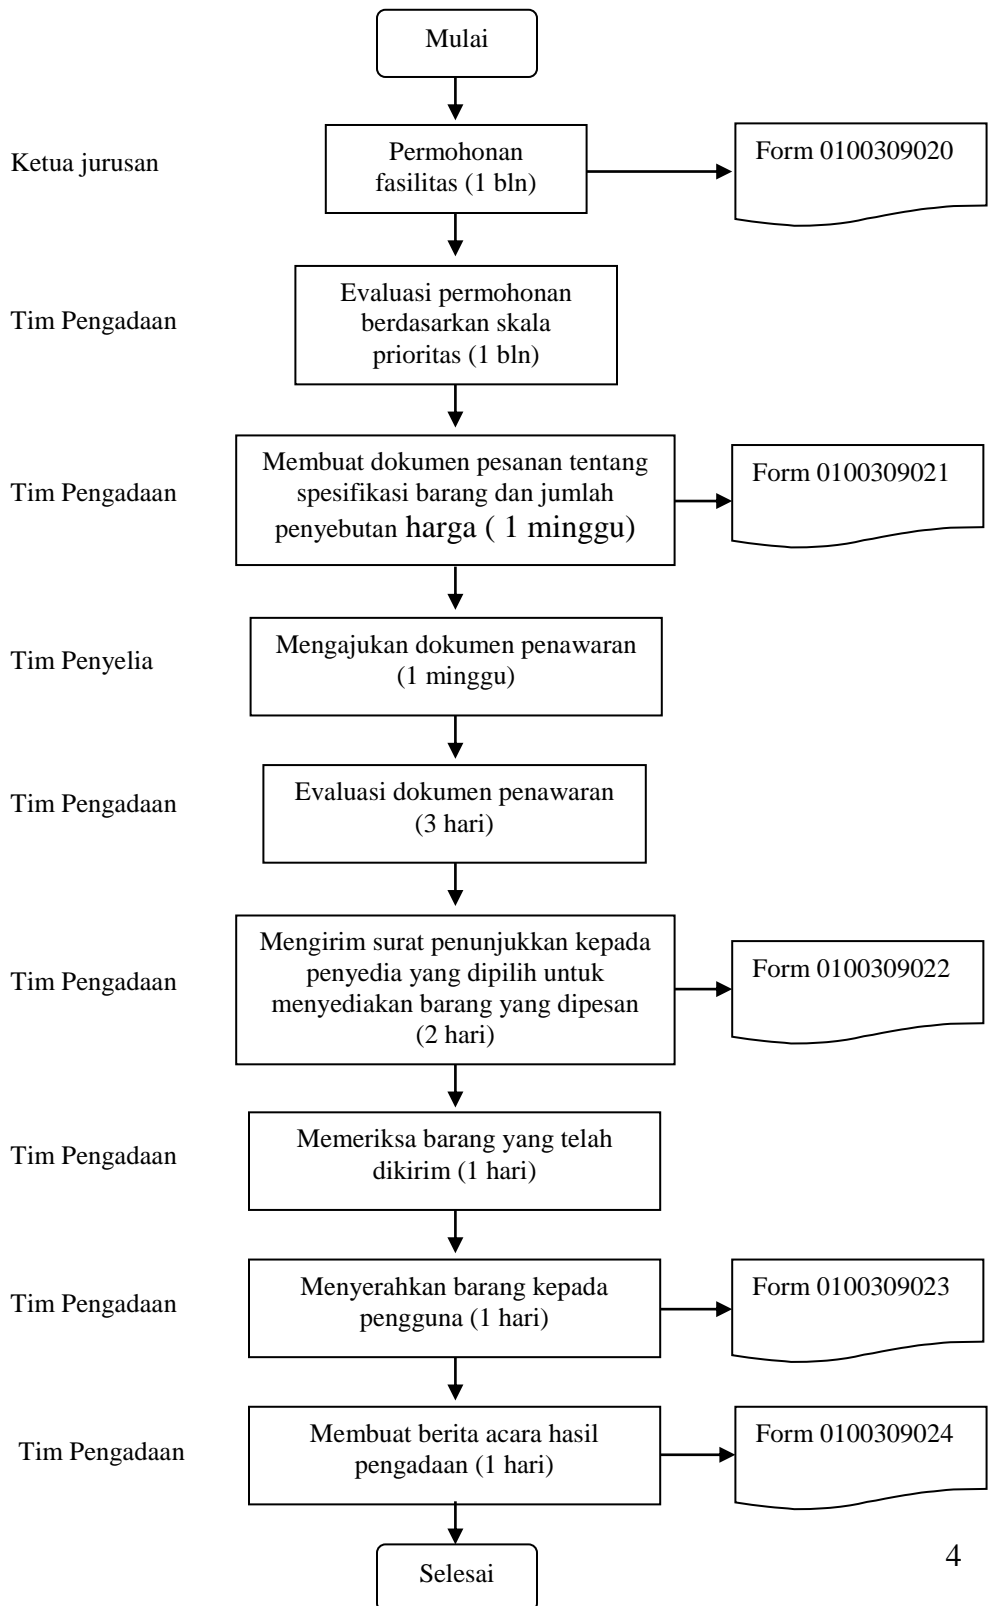 Mulai
Ketua jurusan
Permohonan
fasilitas (1 bln)
Form 0100309020
Tim Pengadaan
Evaluasi permohonan
berdasarkan skala
prioritas (1 bln)
Tim Pengadaan
Membuat dokumen pesanan tentang
spesifikasi barang dan jumlah
penyebutan harga ( 1 minggu)
Form 0100309021
Tim Penyelia
Mengajukan dokumen penawaran
(1 minggu)
Tim Pengadaan
Evaluasi dokumen penawaran
(3 hari)
Tim Pengadaan
Mengirim surat penunjukkan kepada
penyedia yang dipilih untuk
menyediakan barang yang dipesan
(2 hari)
Form 0100309022
Tim Pengadaan
Memeriksa barang yang telah
dikirim (1 hari)
Tim Pengadaan
Menyerahkan barang kepada
pengguna (1 hari)
Form 0100309023
Tim Pengadaan
Membuat berita acara hasil
pengadaan (1 hari)
Form 0100309024
Selesai
4